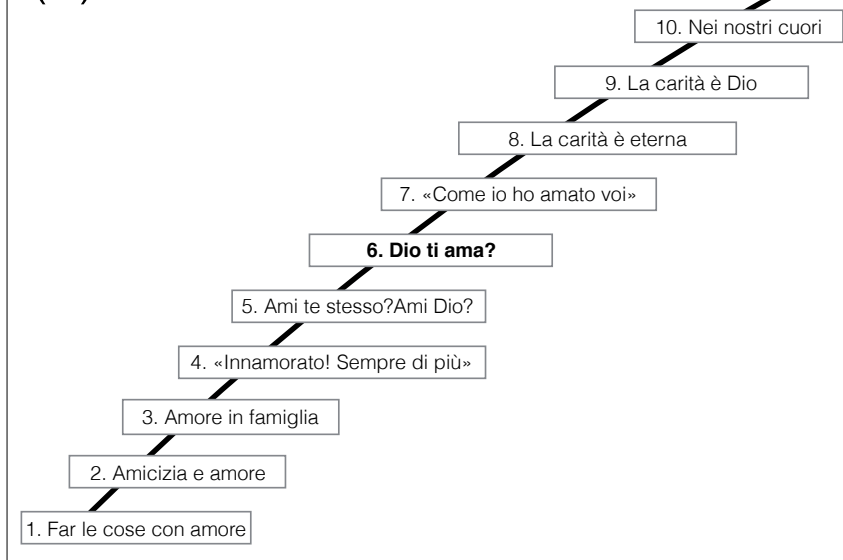 10. Nei nostri cuori
9. La carità è Dio
8. La carità è eterna
7. «Come io ho amato voi»
6. Dio ti ama?
5. Ami te stesso?Ami Dio?
4. «Innamorato! Sempre di più»
3. Amore in famiglia
2. Amicizia e amore
1. Far le cose con amore